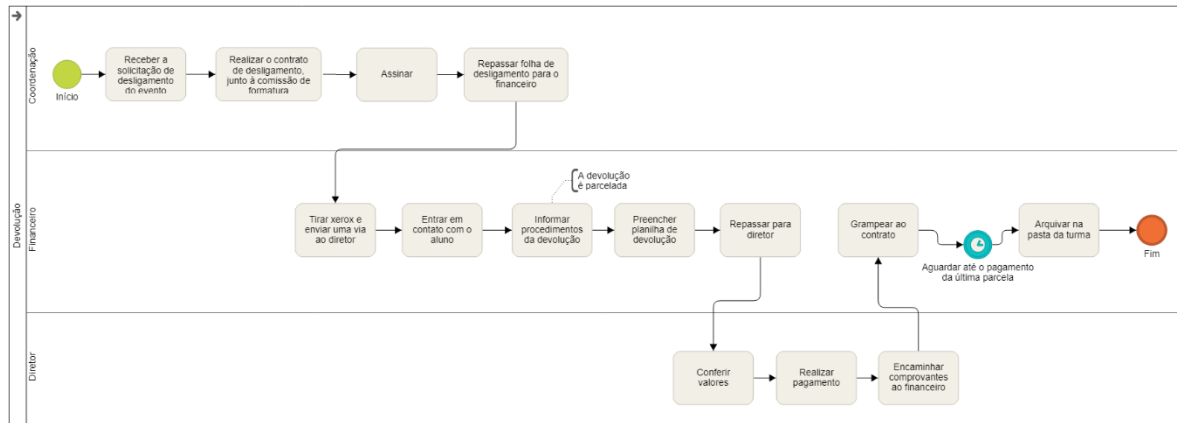 Devolução
Coordenação
Início
Receber a
solicitação de
desligamento
do evento
Realizar o contrato
de desligamento,
junto à comissão de
formatura
Assinar
Repassar folha de
desligamento para o
financeiro
Financeiro
Tirar xerox e
enviar uma via
ao diretor
Entrar em
contato com o
aluno
A devolução
é parcelada
Informar
procedimentos
da devolução
Preencher
planilha de
devolução
Repassar para
diretor
Grampear ao
contrato
Aguardar até o pagamento
da última parcela
Arquivar na
pasta da turma
Fim
Diretor
Conferir
valores
Realizar
pagamento
Encaminhar
comprovantes
ao financeiro